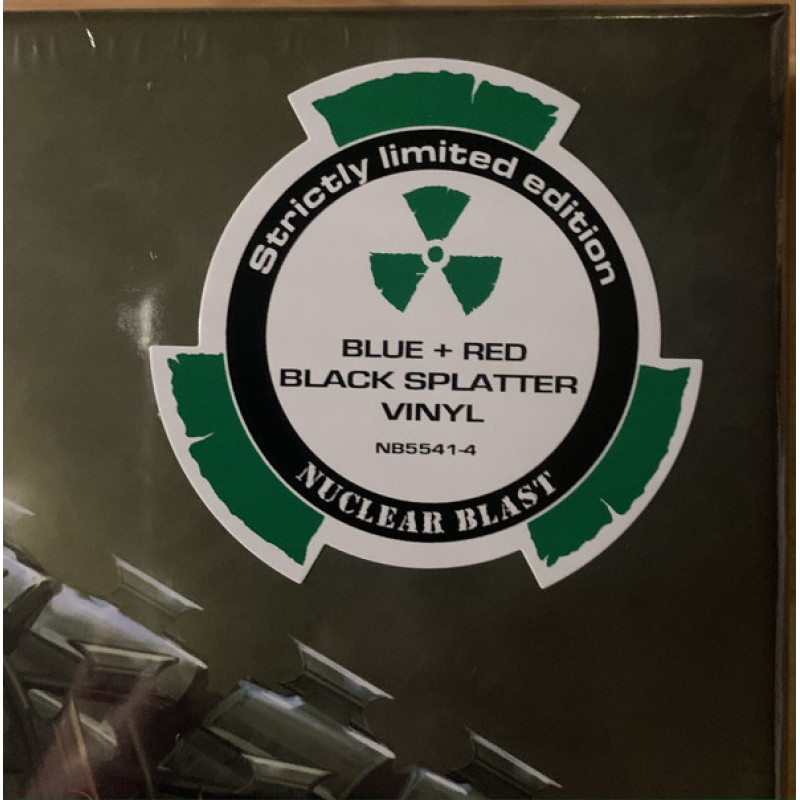 Strictly limited edition
BLUE + RED
BLACK SPLATTER
VINYL
NB5541-4
NUCLEAR BLAST